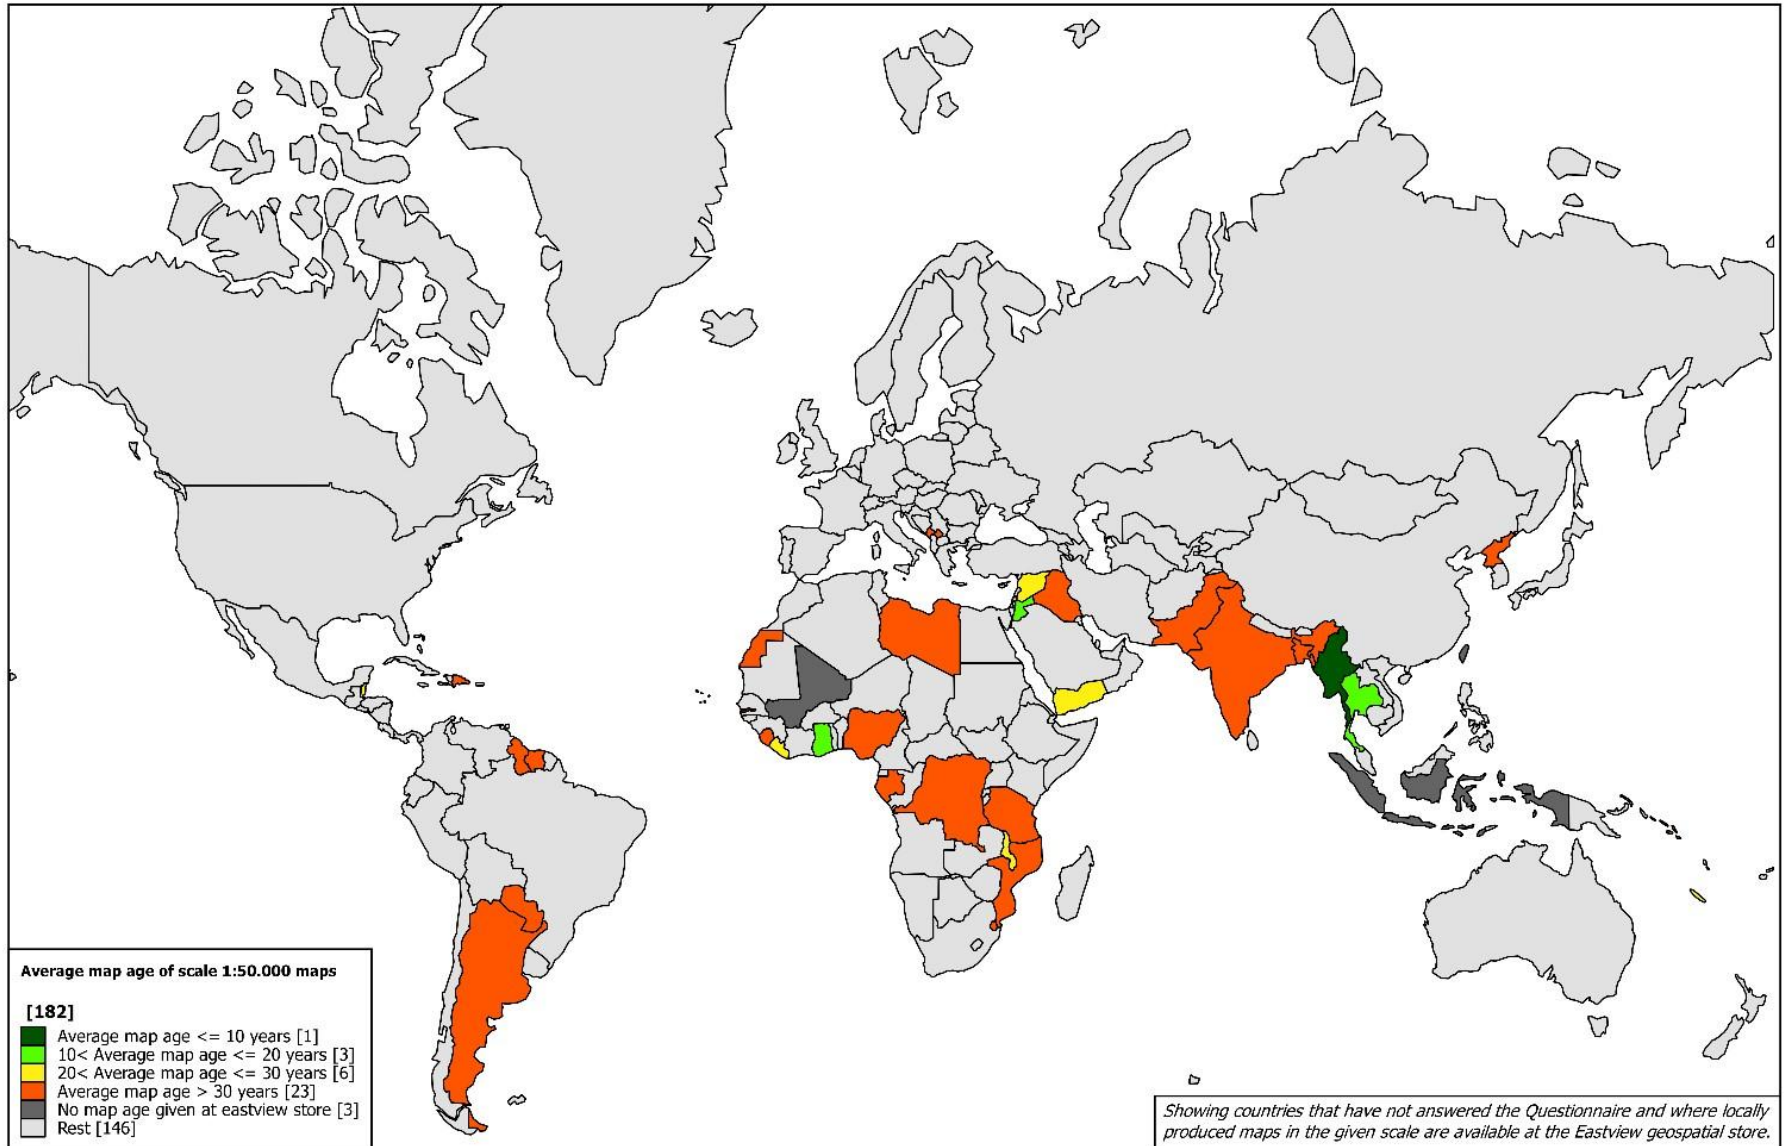 Average map age of scale 1:50.000 maps
[182]
Average map age <= 10 years [1]
10< Average map age <= 20 years [3]
20< Average map age <= 30 years [6]
Average map age > 30 years [23]
No map age given at eastview store [3]
Rest [146]
Showing countries that have not answered the Questionnaire and where locally
produced maps in the given scale are available at the Eastview geospatial store.